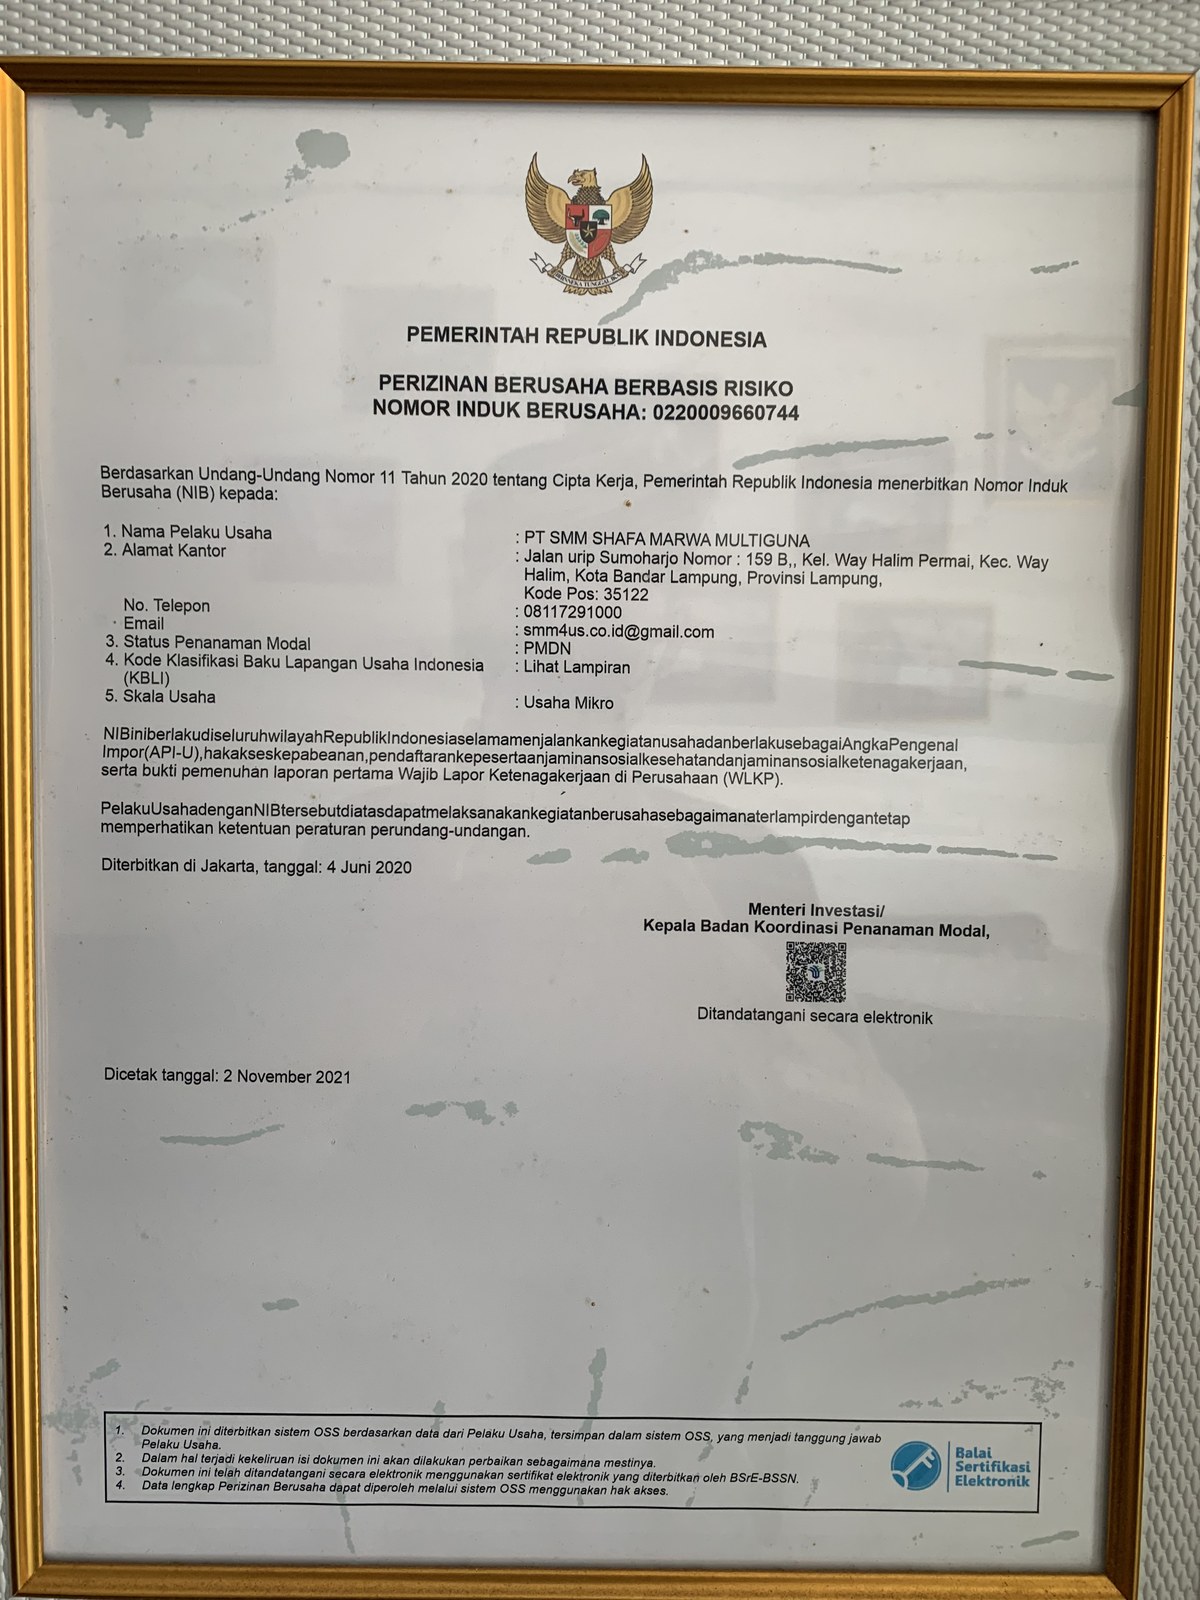 PEMERINTAH REPUBLIK INDONESIA
PERIZINAN BERUSAHA BERBASIS RISIKO
NOMOR INDUK BERUSAHA: 0220009660744
Berdasarkan Undang-Undang Nomor 11 Tahun 2020 tentang Cipta Kerja, Pemerintah Republik Indonesia menerbitkan Nomor Induk
Berusaha (NIB) kepada:
1. Nama Pelaku Usaha : PT SMM SHAFA MARWA MULTIGUNA
2. Alamat Kantor : Jalan urip Sumoharjo Nomor : 159 B,, Kel. Way Halim Permai, Kec. Way
Halim, Kota Bandar Lampung, Provinsi Lampung,
Kode Pos: 35122
No. Telepon : 08117291000
Email : smm4us.co.id@gmail.com
3. Status Penanaman Modal : PMDN
4. Kode Klasifikasi Baku Lapangan Usaha Indonesia : Lihat Lampiran
(KBLI)
5. Skala Usaha : Usaha Mikro
NIBiniberlakudiseluruhwilayahRepublikIndonesiaselamamenjalankankegiatanusahadanberlakusebagaiAngkaPengenal
Impor(API-U),hakakseskepabeanan,pendaftarankepesertaanjaminansosialkesehatandanjaminansosialketenagakerjaan,
serta bukti pemenuhan laporan pertama Wajib Lapor Ketenagakerjaan di Perusahaan (WLKP).
PelakuUsahadenganNIBtersebutdiatasdapatmelaksanakankegiatanberusahasebagaimanaterlampirdengantetap
memperhatikan ketentuan peraturan perundang-undangan.
Diterbitkan di Jakarta, tanggal: 4 Juni 2020
Menteri Investasi/
Kepala Badan Koordinasi Penanaman Modal,
Ditandatangani secara elektronik
Dicetak tanggal: 2 November 2021
1. Dokumen ini diterbitkan sistem OSS berdasarkan data dari Pelaku Usaha, tersimpan dalam sistem OSS, yang menjadi tanggung jawab
Pelaku Usaha.
2. Dalam hal terjadi kekeliruan isi dokumen ini akan dilakukan perbaikan sebagaimana mestinya.
3. Dokumen ini telah ditandatangani secara elektronik menggunakan sertifikat elektronik yang diterbitkan oleh BSrE-BSSN.
4. Data lengkap Perizinan Berusaha dapat diperoleh melalui sistem OSS menggunakan hak akses.
Balai
Sertifikasi
Elektronik